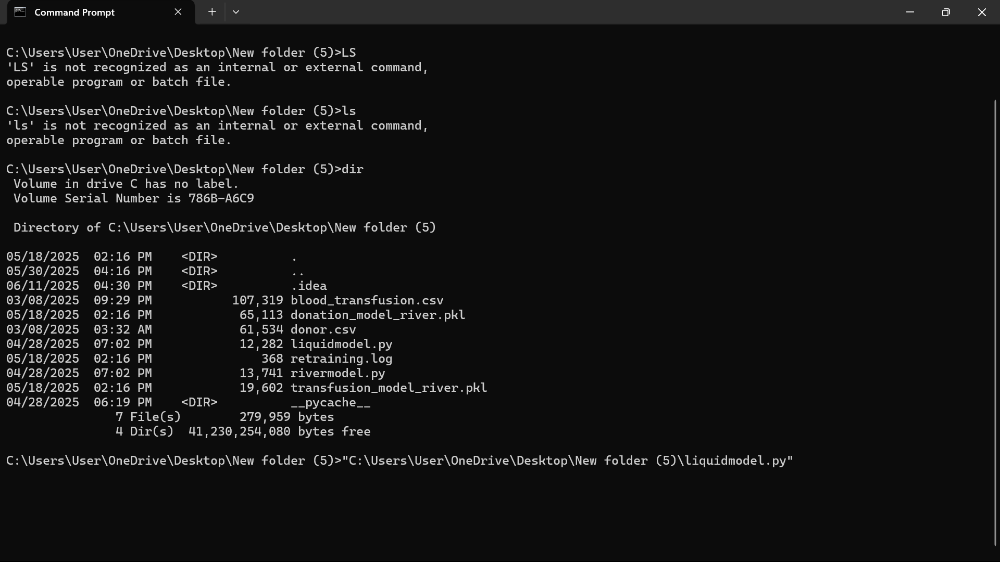 Command Prompt
C:\Users\User\OneDrive\Desktop\New folder (5)>LS
'LS' is not recognized as an internal or external command,
operable program or batch file.
C:\Users\User\OneDrive\Desktop\New folder (5)>ls
'ls' is not recognized as an internal or external command,
operable program or batch file.
C:\Users\User\OneDrive\Desktop\New folder (5)>dir
 Volume in drive C has no label.
 Volume Serial Number is 786B-A6C9
 Directory of C:\Users\User\OneDrive\Desktop\New folder (5)
05/18/2025  02:16 PM    <DIR>          .
05/30/2025  04:16 PM    <DIR>          ..
06/11/2025  04:30 PM    <DIR>          .idea
03/08/2025  09:29 PM           107,319 blood_transfusion.csv
05/18/2025  02:16 PM            65,113 donation_model_river.pkl
03/08/2025  03:32 AM            61,534 donor.csv
04/28/2025  07:02 PM            12,282 liquidmodel.py
05/18/2025  02:16 PM               368 retraining.log
04/28/2025  07:02 PM            13,741 rivermodel.py
05/18/2025  02:16 PM            19,602 transfusion_model_river.pkl
04/28/2025  06:19 PM    <DIR>          __pycache__
               7 File(s)        279,959 bytes
               4 Dir(s)  41,230,254,080 bytes free
C:\Users\User\OneDrive\Desktop\New folder (5)>"C:\Users\User\OneDrive\Desktop\New folder (5)\liquidmodel.py"